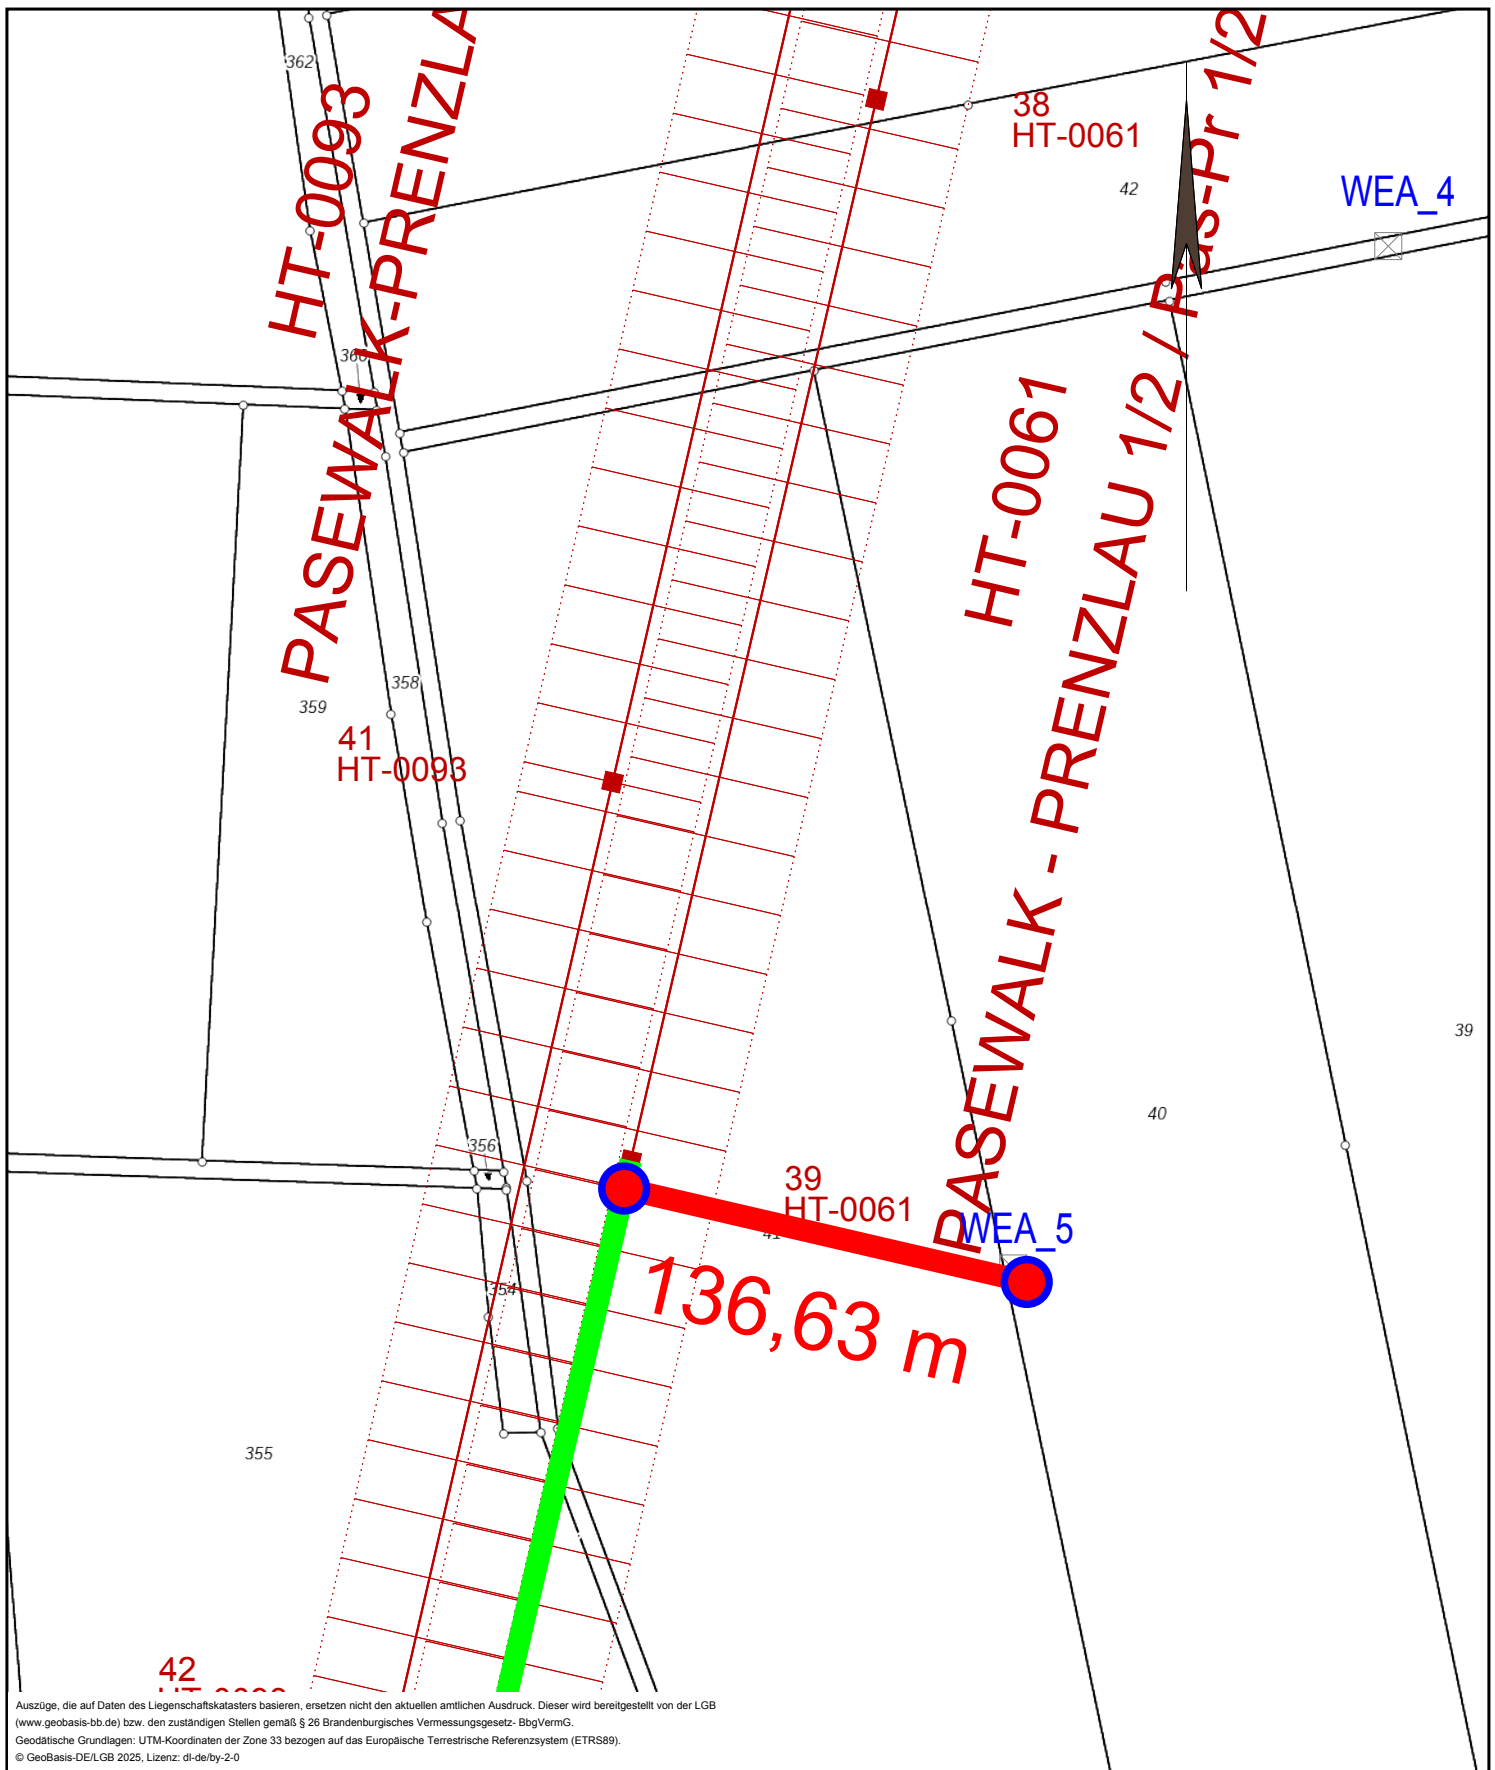 362
HT-0093
PASEWALK-PRENZLA
38
HT-0061
42
WEA_4
360
HT-0061
PASEWALK - PRENZLAU 1/2 / Pas-Pr 1/2
358
359
41
HT-0093
39
40
356
39
HT-0061
41
WEA_5
136,63 m
354
355
42
HT-0093
Auszüge, die auf Daten des Liegenschaftskatasters basieren, ersetzen nicht den aktuellen amtlichen Ausdruck. Dieser wird bereitgestellt von der LGB
(www.geobasis-bb.de) bzw. den zuständigen Stellen gemäß § 26 Brandenburgisches Vermessungsgesetz- BbgVermG.
Geodätische Grundlagen: UTM-Koordinaten der Zone 33 bezogen auf das Europäische Terrestrische Referenzsystem (ETRS89).
© GeoBasis-DE/LGB 2025, Lizenz: dl-de/by-2-0